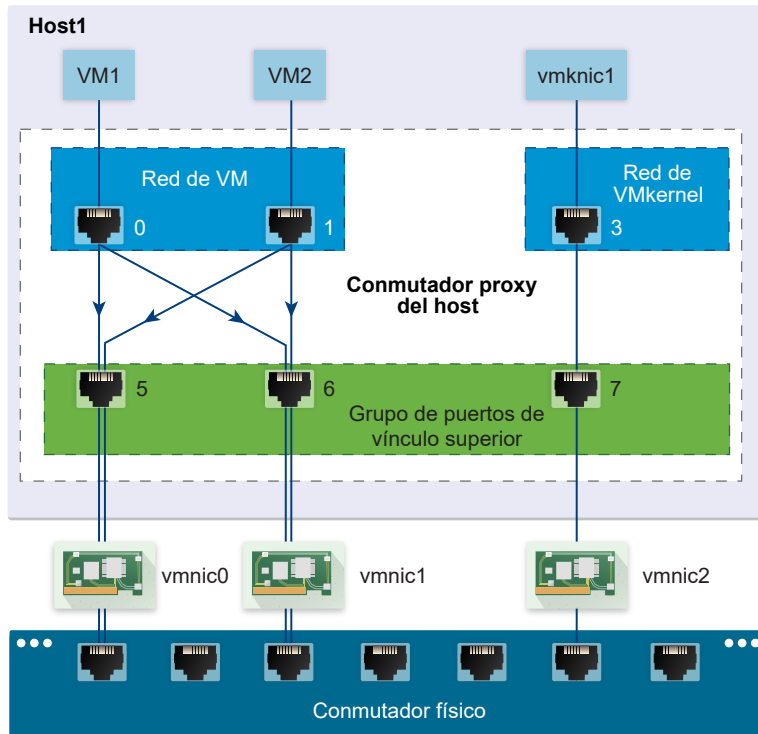 Host1
VM1
VM2
vmknic1
Red de VM
Red de
VMkernel
0
1
3
Conmutador proxy
del host
5
6
7
Grupo de puertos de
vínculo superior
vmnic0
vmnic1
vmnic2
Conmutador físico